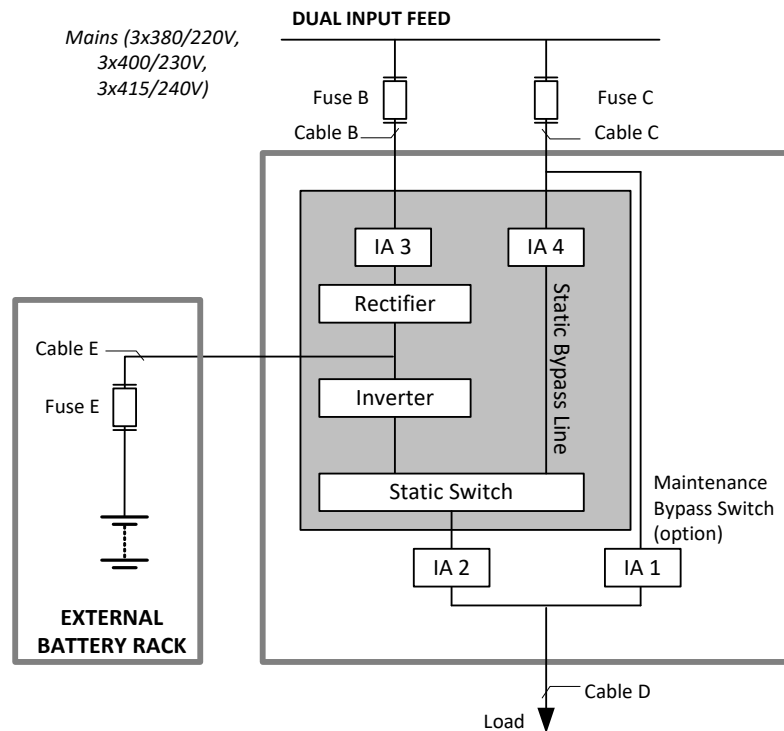 DUAL INPUT FEED
Mains (3x380/220V,
3x400/230V,
3x415/240V)
Fuse B
Fuse C
Cable B
Cable C
IA 3
IA 4
Rectifier
Static Bypass Line
Cable E
Fuse E
Inverter
Static Switch
Maintenance
Bypass Switch
(option)
IA 2
IA 1
EXTERNAL
BATTERY RACK
Cable D
Load